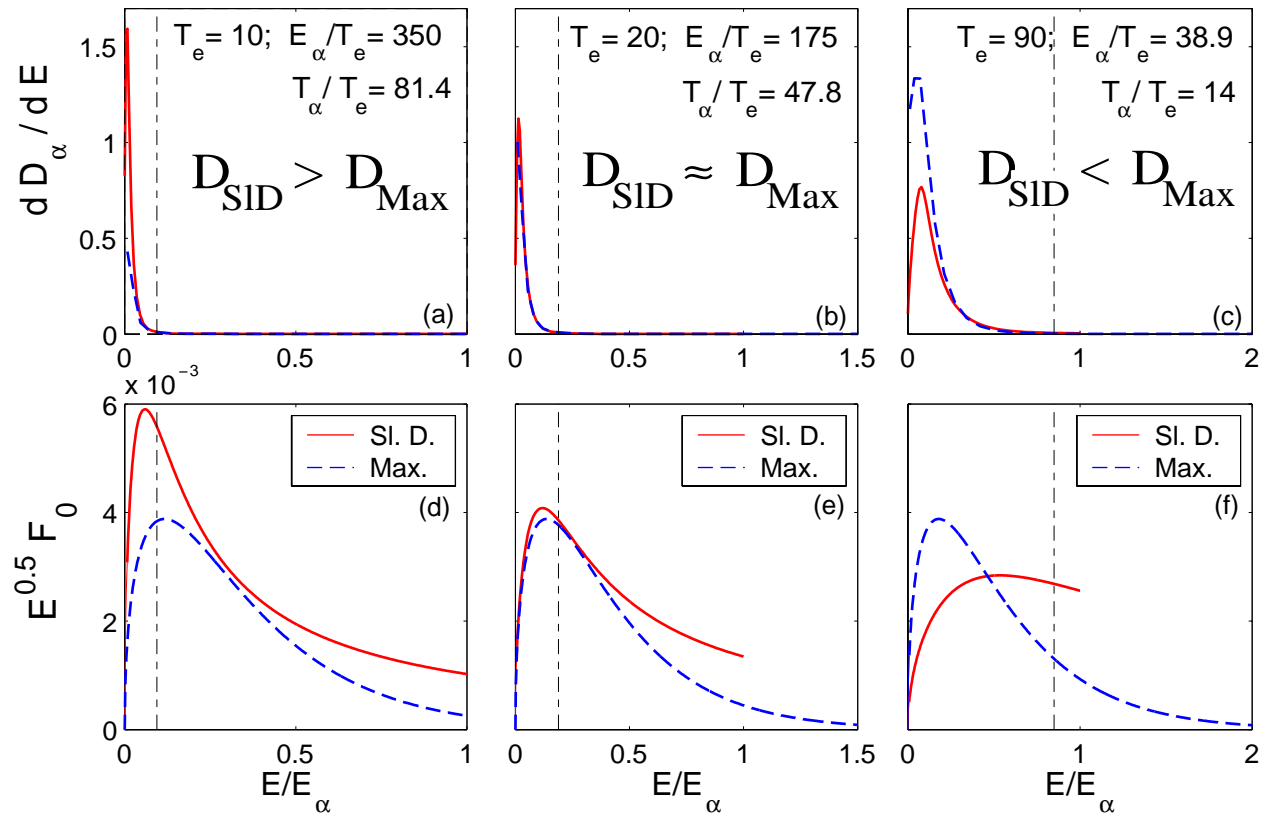 T_e = 10; E_α/T_e = 350
T_α / T_e = 81.4
D_SlD > D_Max
(a)
d D_α / d E
1.5
1
0.5
0
0 0.5 1
T_e = 20; E_α/T_e = 175
T_α / T_e = 47.8
D_SlD ≈ D_Max
(b)
0 0.5 1 1.5
T_e = 90; E_α/T_e = 38.9
T_α / T_e = 14
D_SlD < D_Max
(c)
0 1 2
x 10^−3
Sl. D.
Max.
(d)
E^0.5 F_0
6
4
2
0
0 0.5 1
E/E_α
Sl. D.
Max.
(e)
0 0.5 1 1.5
E/E_α
Sl. D.
Max.
(f)
0 1 2
E/E_α